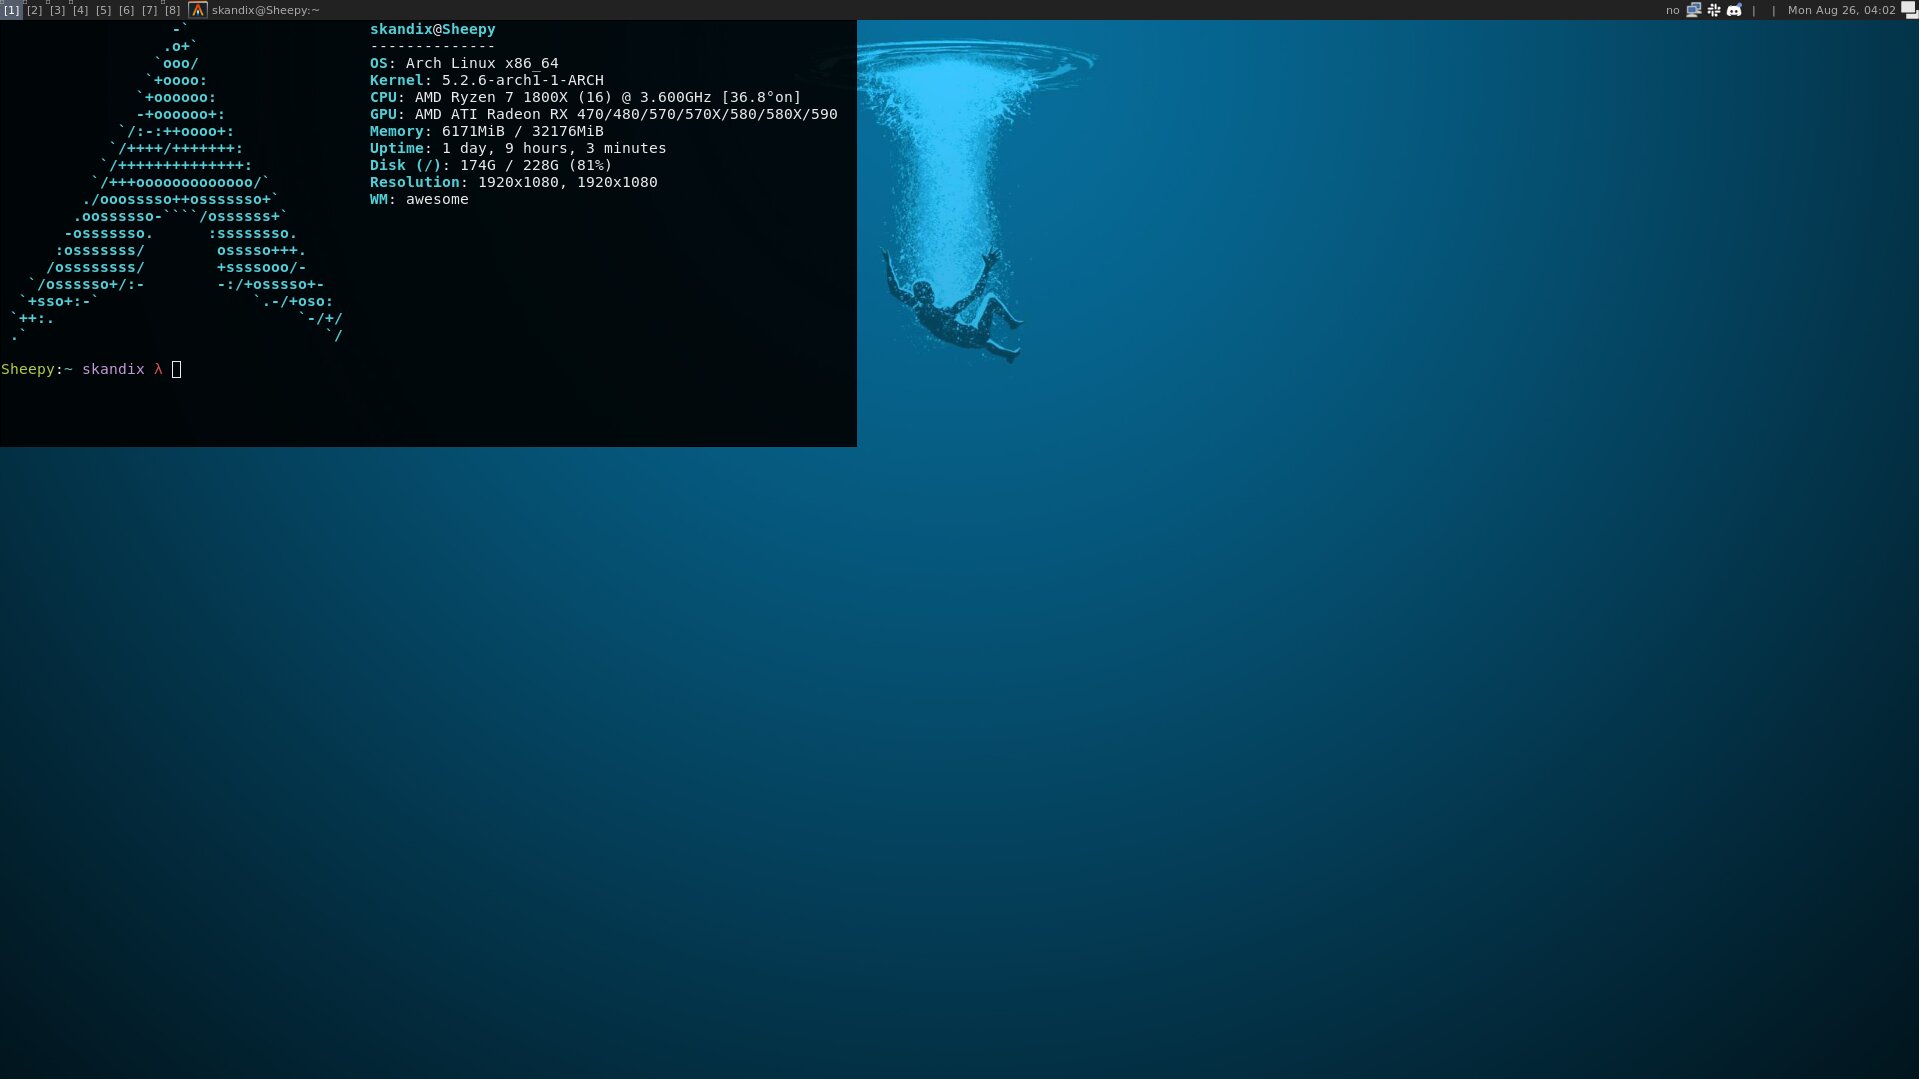 [1] [2] [3] [4] [5] [6] [7] [8] skandix@Sheepy:~ no | | Mon Aug 26, 04:02
skandix@Sheepy
--------------
OS: Arch Linux x86_64
Kernel: 5.2.6-arch1-1-ARCH
CPU: AMD Ryzen 7 1800X (16) @ 3.600GHz [36.8°on]
GPU: AMD ATI Radeon RX 470/480/570/570X/580/580X/590
Memory: 6171MiB / 32176MiB
Uptime: 1 day, 9 hours, 3 minutes
Disk (/): 174G / 228G (81%)
Resolution: 1920x1080, 1920x1080
WM: awesome
Sheepy:~ skandix λ